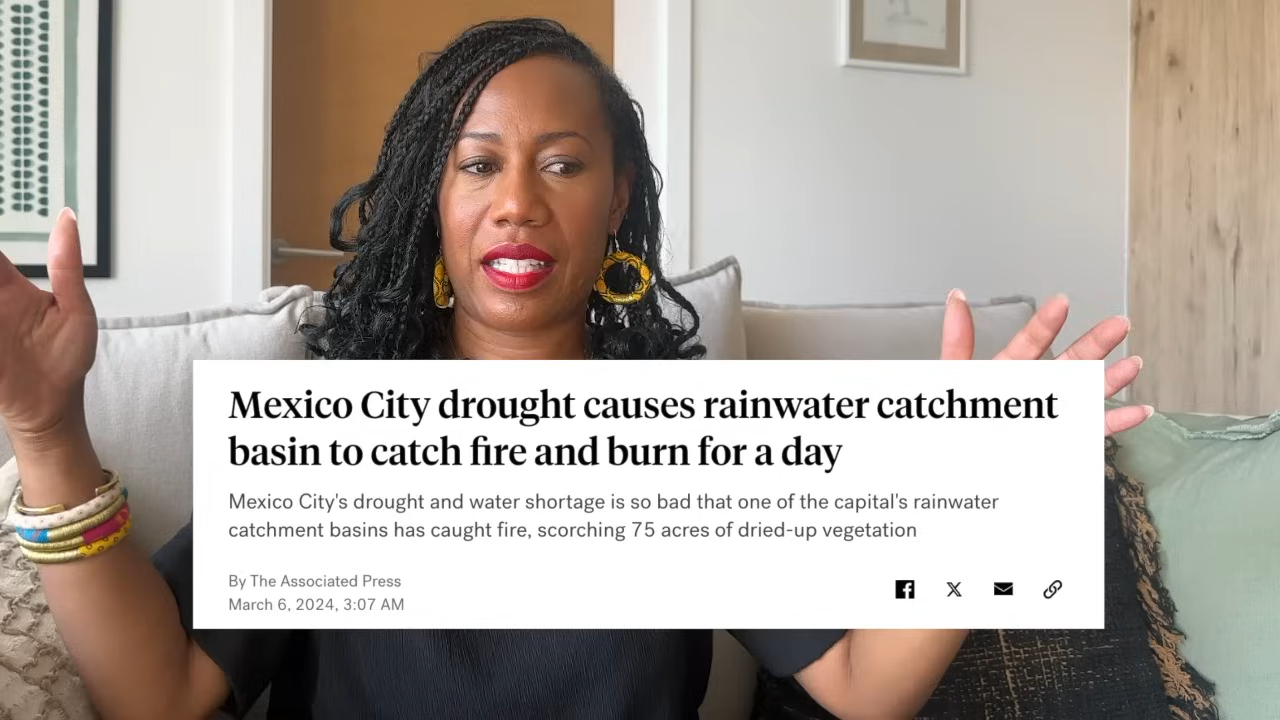 Mexico City drought causes rainwater catchment
basin to catch fire and burn for a day
Mexico City's drought and water shortage is so bad that one of the capital's rainwater
catchment basins has caught fire, scorching 75 acres of dried-up vegetation
By The Associated Press
March 6, 2024, 3:07 AM